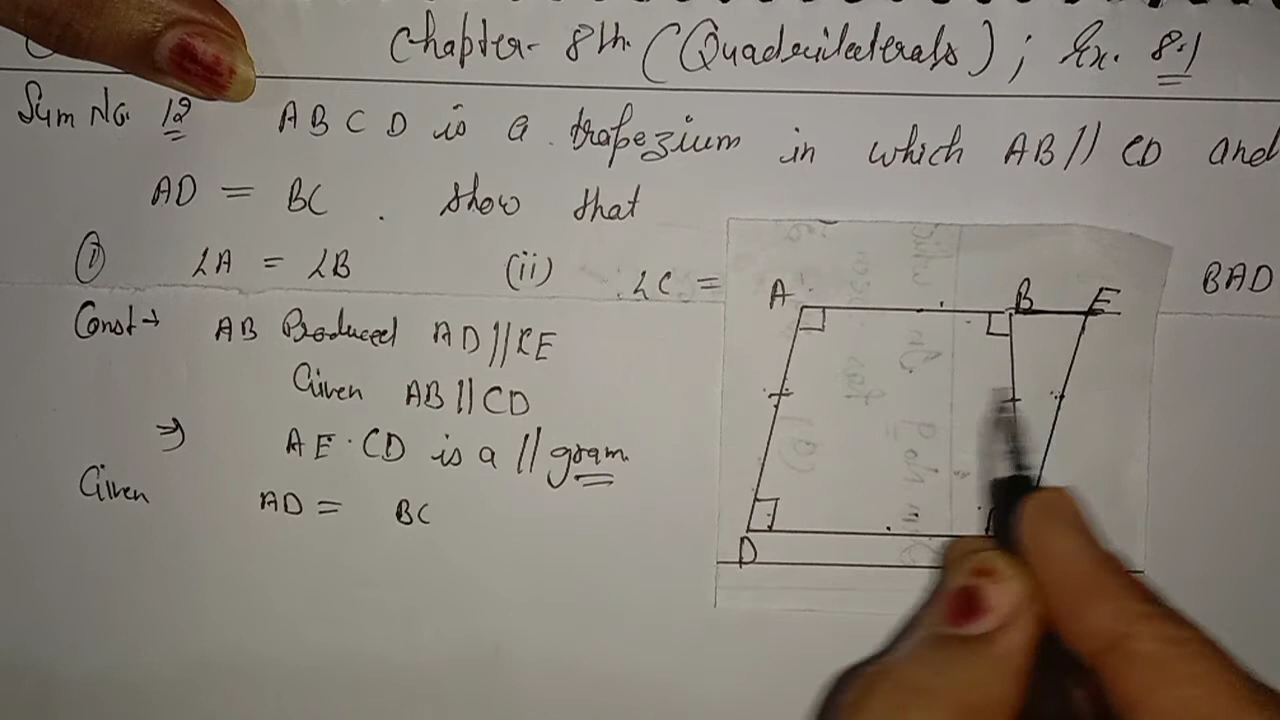 Chapter- 8th. (Quadrilaterals) ; Ex. 8.1
Sum No. 12 ABCD is a trapezium in which AB // CD and
AD = BC . show that
(i) ∠A = ∠B (ii) ∠C = BAD
Const→ AB Produced AD//CE
Given AB//CD
⇒ AE·CD is a //gram.
Given AD = BC
A B E
D